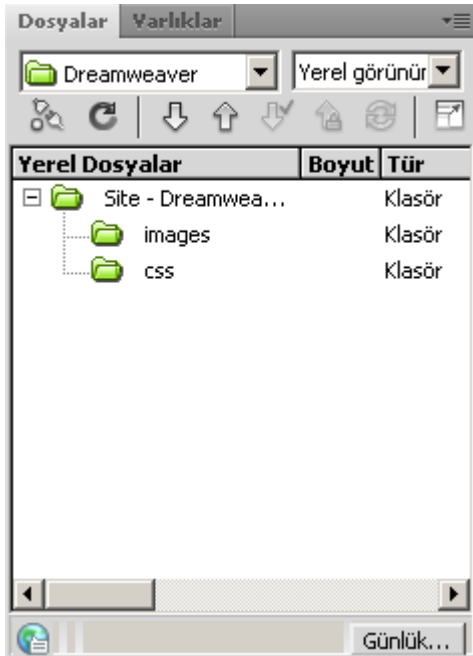 Dosyalar Varlıklar
Dreamweaver Yerel görünür
Yerel Dosyalar Boyut Tür
Site - Dreamwea... Klasör
images Klasör
css Klasör
Günlük...